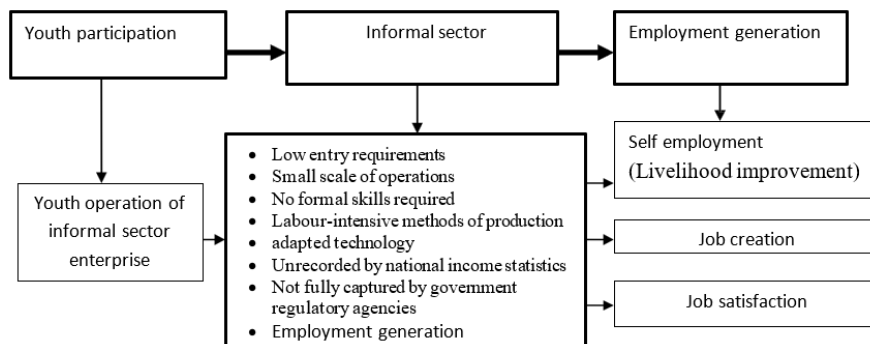 Youth participation
Informal sector
Employment generation
Youth operation of
informal sector
enterprise
• Low entry requirements
• Small scale of operations
• No formal skills required
• Labour-intensive methods of production
• adapted technology
• Unrecorded by national income statistics
• Not fully captured by government
regulatory agencies
• Employment generation
Self employment
(Livelihood improvement)
Job creation
Job satisfaction